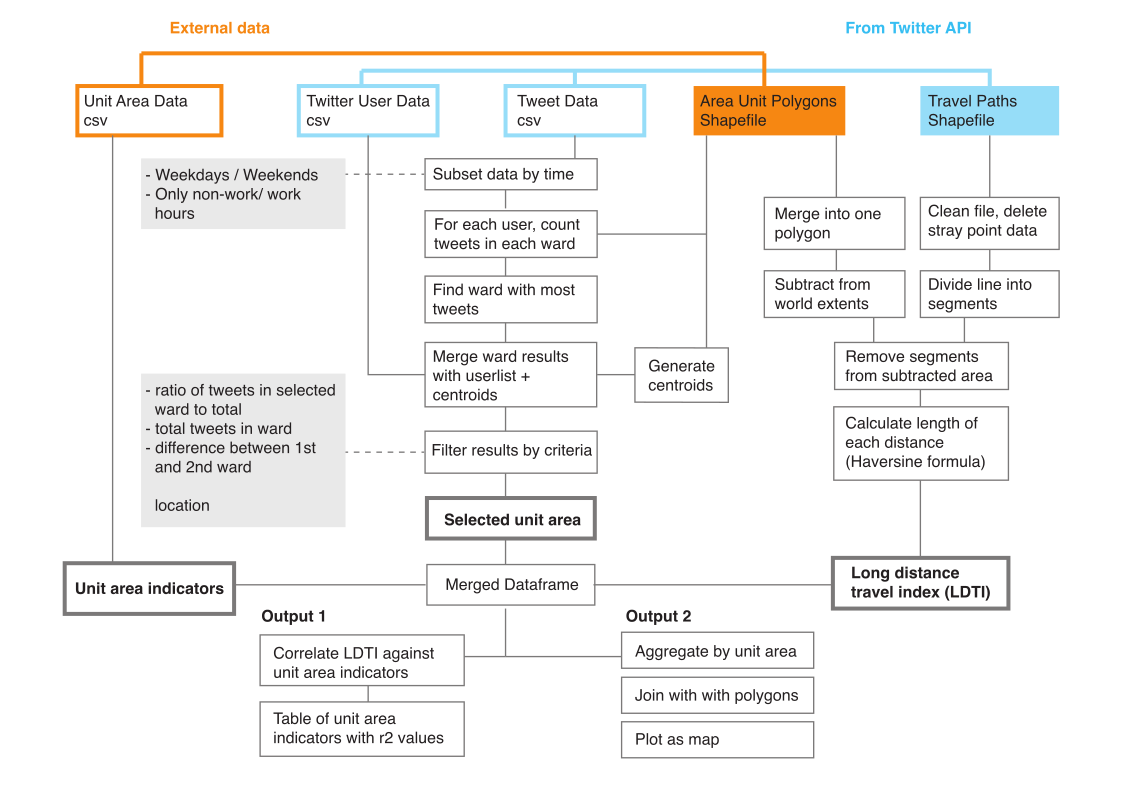 External data
From Twitter API
Unit Area Data
csv
Twitter User Data
csv
Tweet Data
csv
Area Unit Polygons
Shapefile
Travel Paths
Shapefile
- Weekdays / Weekends
- Only non-work/ work
hours
Subset data by time
For each user, count
tweets in each ward
Find ward with most
tweets
Merge ward results
with userlist +
centroids
Generate
centroids
Merge into one
polygon
Subtract from
world extents
Clean file, delete
stray point data
Divide line into
segments
Remove segments
from subtracted area
Calculate length of
each distance
(Haversine formula)
- ratio of tweets in selected
ward to total
- total tweets in ward
- difference between 1st
and 2nd ward
location
Filter results by criteria
Selected unit area
Unit area indicators
Merged Dataframe
Long distance
travel index (LDTI)
Output 1
Correlate LDTI against
unit area indicators
Table of unit area
indicators with r2 values
Output 2
Aggregate by unit area
Join with with polygons
Plot as map